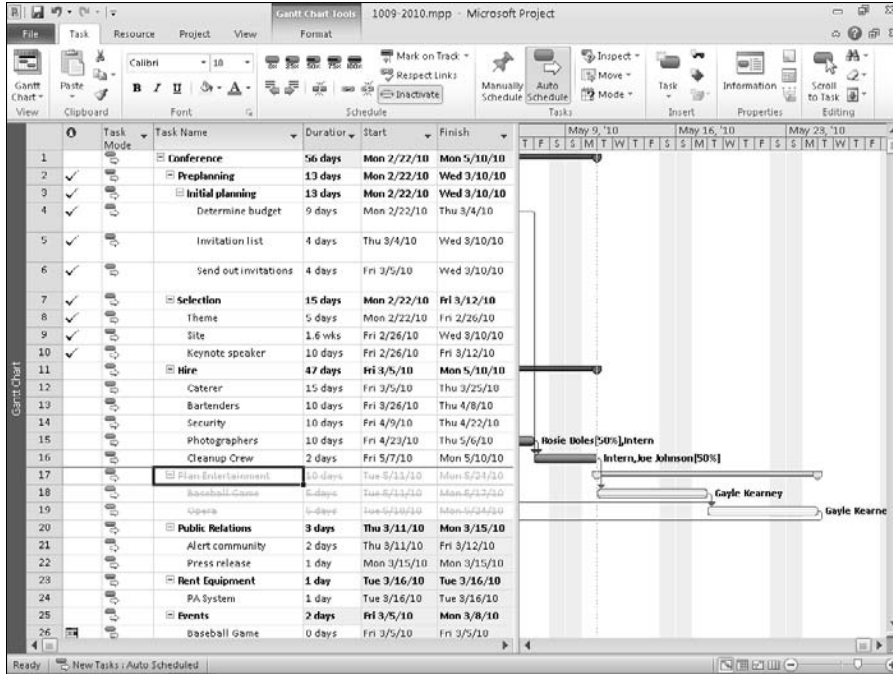 Gantt Chart Tools
1009-2010.mpp - Microsoft Project
File Task Resource Project View Format
Gantt Chart
View
Paste
Clipboard
Calibri 10
B I U A
Font
Mark on Track
Respect Links
Inactivate
Schedule
Manually Schedule
Auto Schedule
Inspect
Move
Mode
Tasks
Task
Insert
Information
Properties
Scroll to Task
Editing
Task Mode Task Name Duration Start Finish
May 9, '10 May 16, '10 May 23, '10
T F S S M T W T F S S M T W T F S S M T W T F
1 Conference 56 days Mon 2/22/10 Mon 5/10/10
2 Preplanning 13 days Mon 2/22/10 Wed 3/10/10
3 Initial planning 13 days Mon 2/22/10 Wed 3/10/10
4 Determine budget 9 days Mon 2/22/10 Thu 3/4/10
5 Invitation list 4 days Thu 3/4/10 Wed 3/10/10
6 Send out invitations 4 days Fri 3/5/10 Wed 3/10/10
7 Selection 15 days Mon 2/22/10 Fri 3/12/10
8 Theme 5 days Mon 2/22/10 Fri 2/26/10
9 Site 1.6 wks Fri 2/26/10 Wed 3/10/10
10 Keynote speaker 10 days Fri 2/26/10 Fri 3/12/10
11 Hire 47 days Fri 3/5/10 Mon 5/10/10
12 Caterer 15 days Fri 3/5/10 Thu 3/25/10
13 Bartenders 10 days Fri 3/26/10 Thu 4/8/10
14 Security 10 days Fri 4/9/10 Thu 4/22/10
15 Photographers 10 days Fri 4/23/10 Thu 5/6/10 Rosie Doles[50%],Intern
16 Cleanup Crew 2 days Fri 5/7/10 Mon 5/10/10 Intern,Joe Johnson[50%]
17 Plan Entertainment 10 days Tue 5/11/10 Mon 5/24/10
18 Baseball Game 5 days Tue 5/11/10 Mon 5/17/10 Gayle Kearney
19 Opera 5 days Tue 5/18/10 Mon 5/24/10 Gayle Kearne
20 Public Relations 3 days Thu 3/11/10 Mon 3/15/10
21 Alert community 2 days Thu 3/11/10 Fri 3/12/10
22 Press release 1 day Mon 3/15/10 Mon 3/15/10
23 Rent Equipment 1 day Tue 3/16/10 Tue 3/16/10
24 PA System 1 day Tue 3/16/10 Tue 3/16/10
25 Events 2 days Fri 3/5/10 Mon 3/8/10
26 Baseball Game 0 days Fri 3/5/10 Fri 3/5/10
Gantt Chart
Ready New Tasks : Auto Scheduled